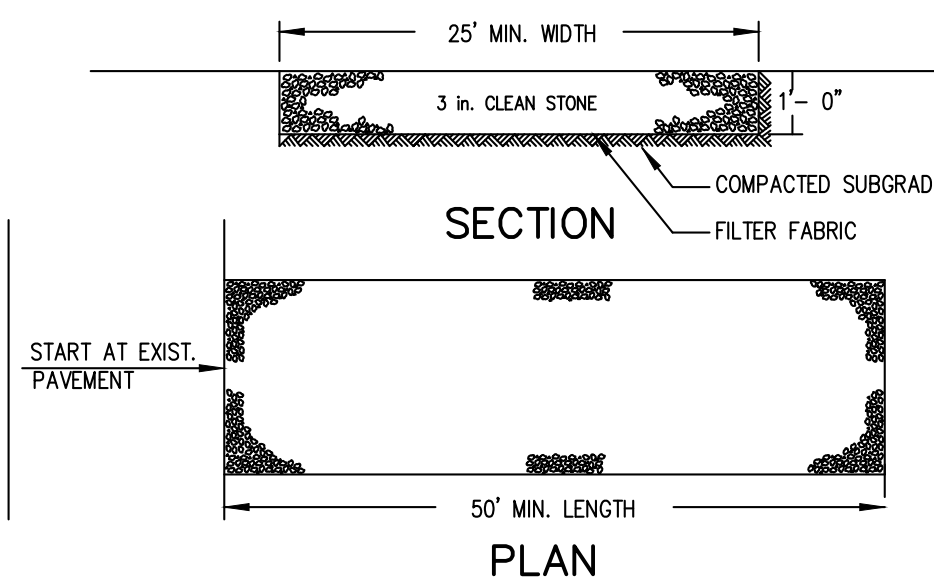 25' MIN. WIDTH
3 in. CLEAN STONE
1'- 0"
COMPACTED SUBGRAD
SECTION
FILTER FABRIC
START AT EXIST.
PAVEMENT
50' MIN. LENGTH
PLAN